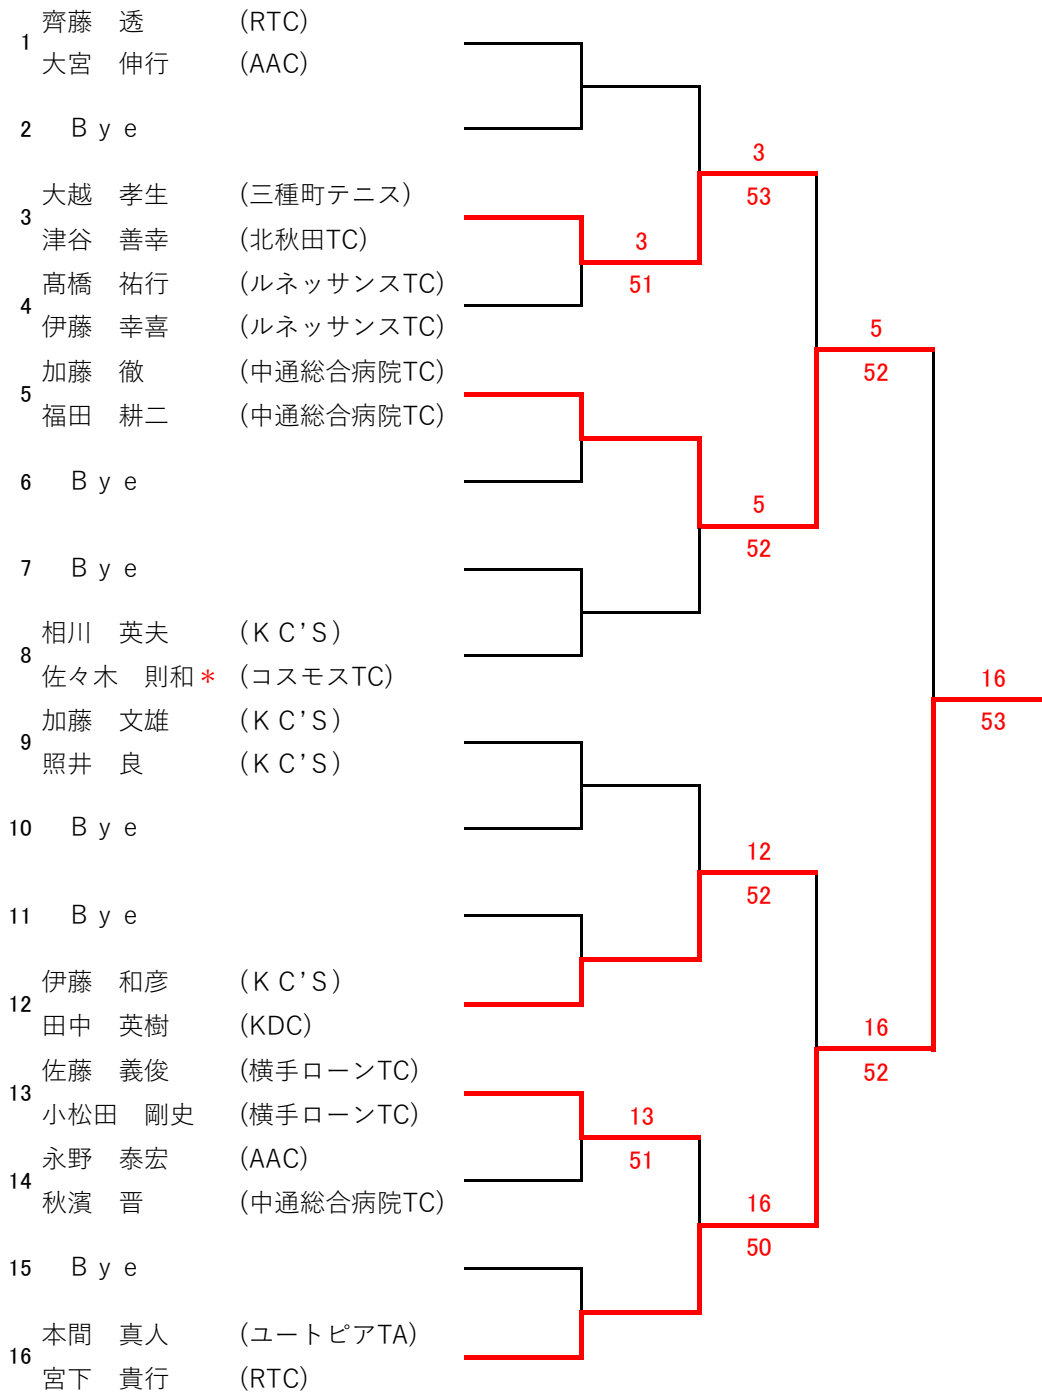 1
齊藤　透 (RTC)
大宮　伸行 (AAC)
2 Ｂｙｅ
3
大越　孝生 (三種町テニス)
津谷　善幸 (北秋田TC)
4
髙橋　祐行 (ルネッサンスTC)
伊藤　幸喜 (ルネッサンスTC)
5
加藤　徹 (中通総合病院TC)
福田　耕二 (中通総合病院TC)
6 Ｂｙｅ
7 Ｂｙｅ
8
相川　英夫 (ＫC’S)
佐々木　則和＊ (コスモスTC)
9
加藤　文雄 (ＫC’S)
照井　良 (ＫC’S)
10 Ｂｙｅ
11 Ｂｙｅ
12
伊藤　和彦 (ＫC’S)
田中　英樹 (KDC)
13
佐藤　義俊 (横手ローンTC)
小松田　剛史 (横手ローンTC)
14
永野　泰宏 (AAC)
秋濱　晋 (中通総合病院TC)
15 Ｂｙｅ
16
本間　真人 (ユートピアTA)
宮下　貴行 (RTC)
3
51
13
51
3
53
5
52
12
52
16
50
5
52
16
52
16
53